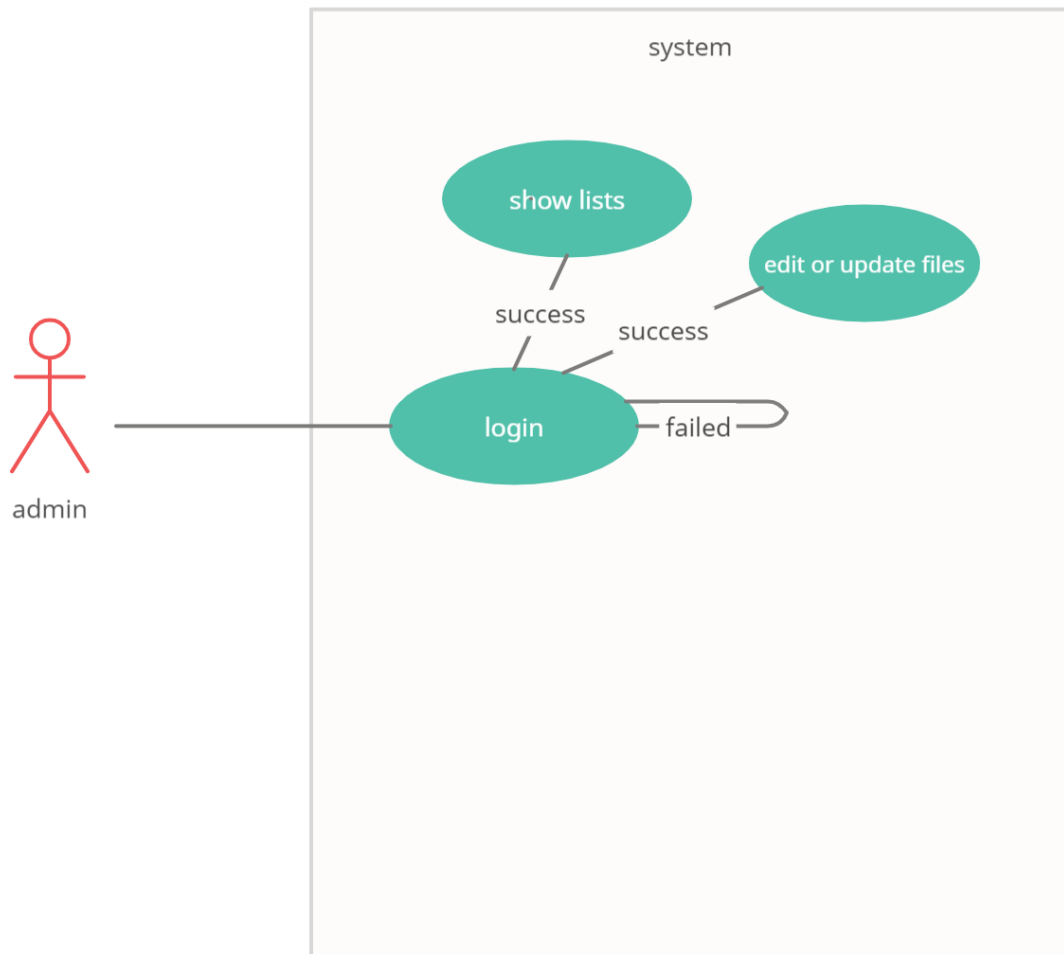 system
show lists
edit or update files
success
success
login
failed
admin